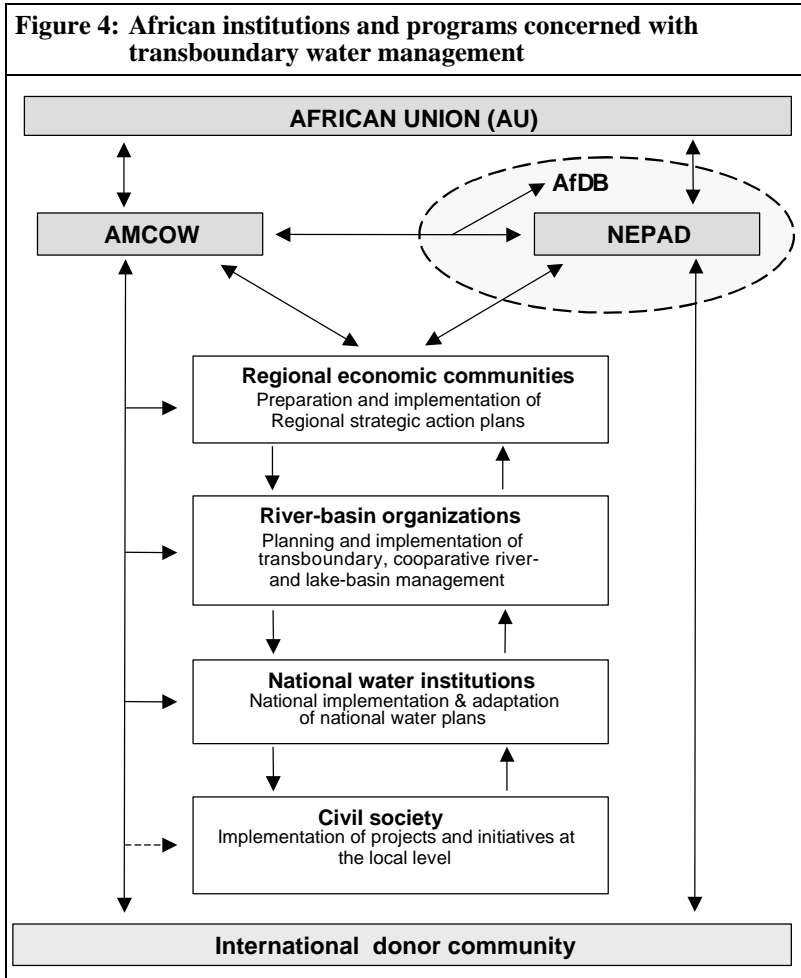 Figure 4: African institutions and programs concerned with
transboundary water management
AFRICAN UNION (AU)
AfDB
AMCOW
NEPAD
Regional economic communities
Preparation and implementation of
Regional strategic action plans
River-basin organizations
Planning and implementation of
transboundary, cooparative river-
and lake-basin management
National water institutions
National implementation & adaptation
of national water plans
Civil society
Implementation of projects and initiatives at
the local level
International donor community